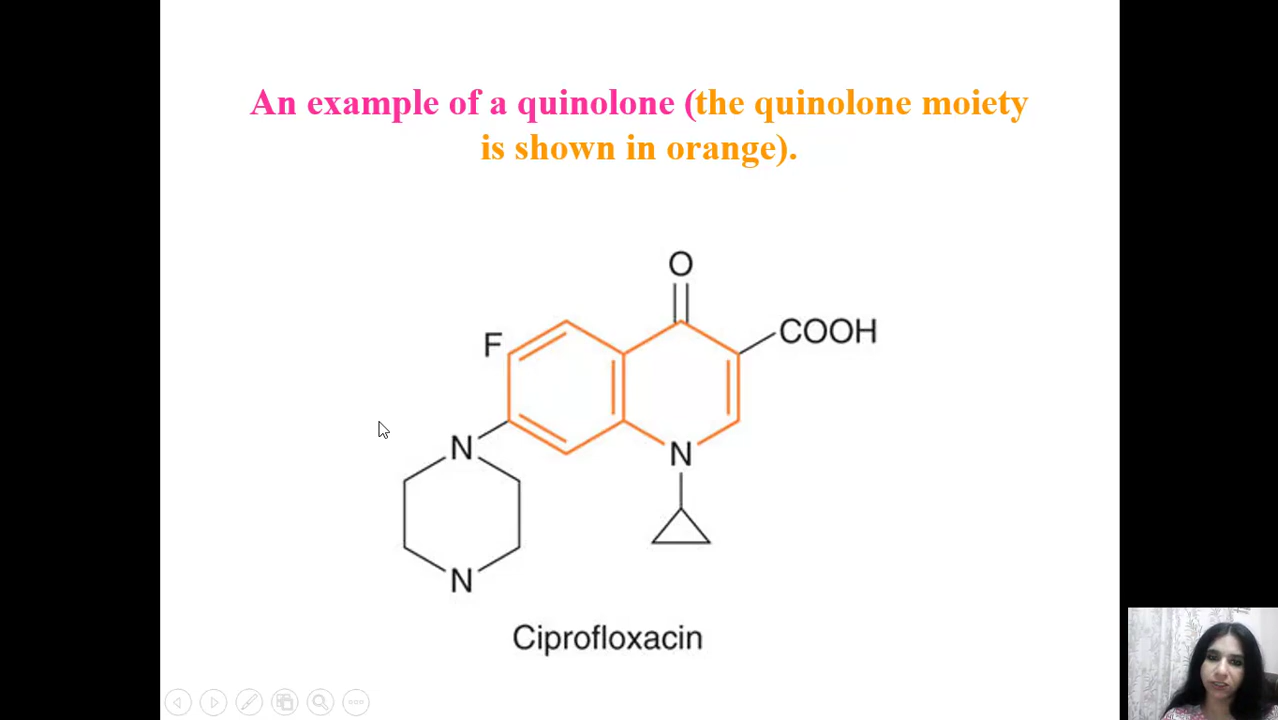 An example of a quinolone (the quinolone moiety
is shown in orange).
O
F
COOH
N
N
N
Ciprofloxacin